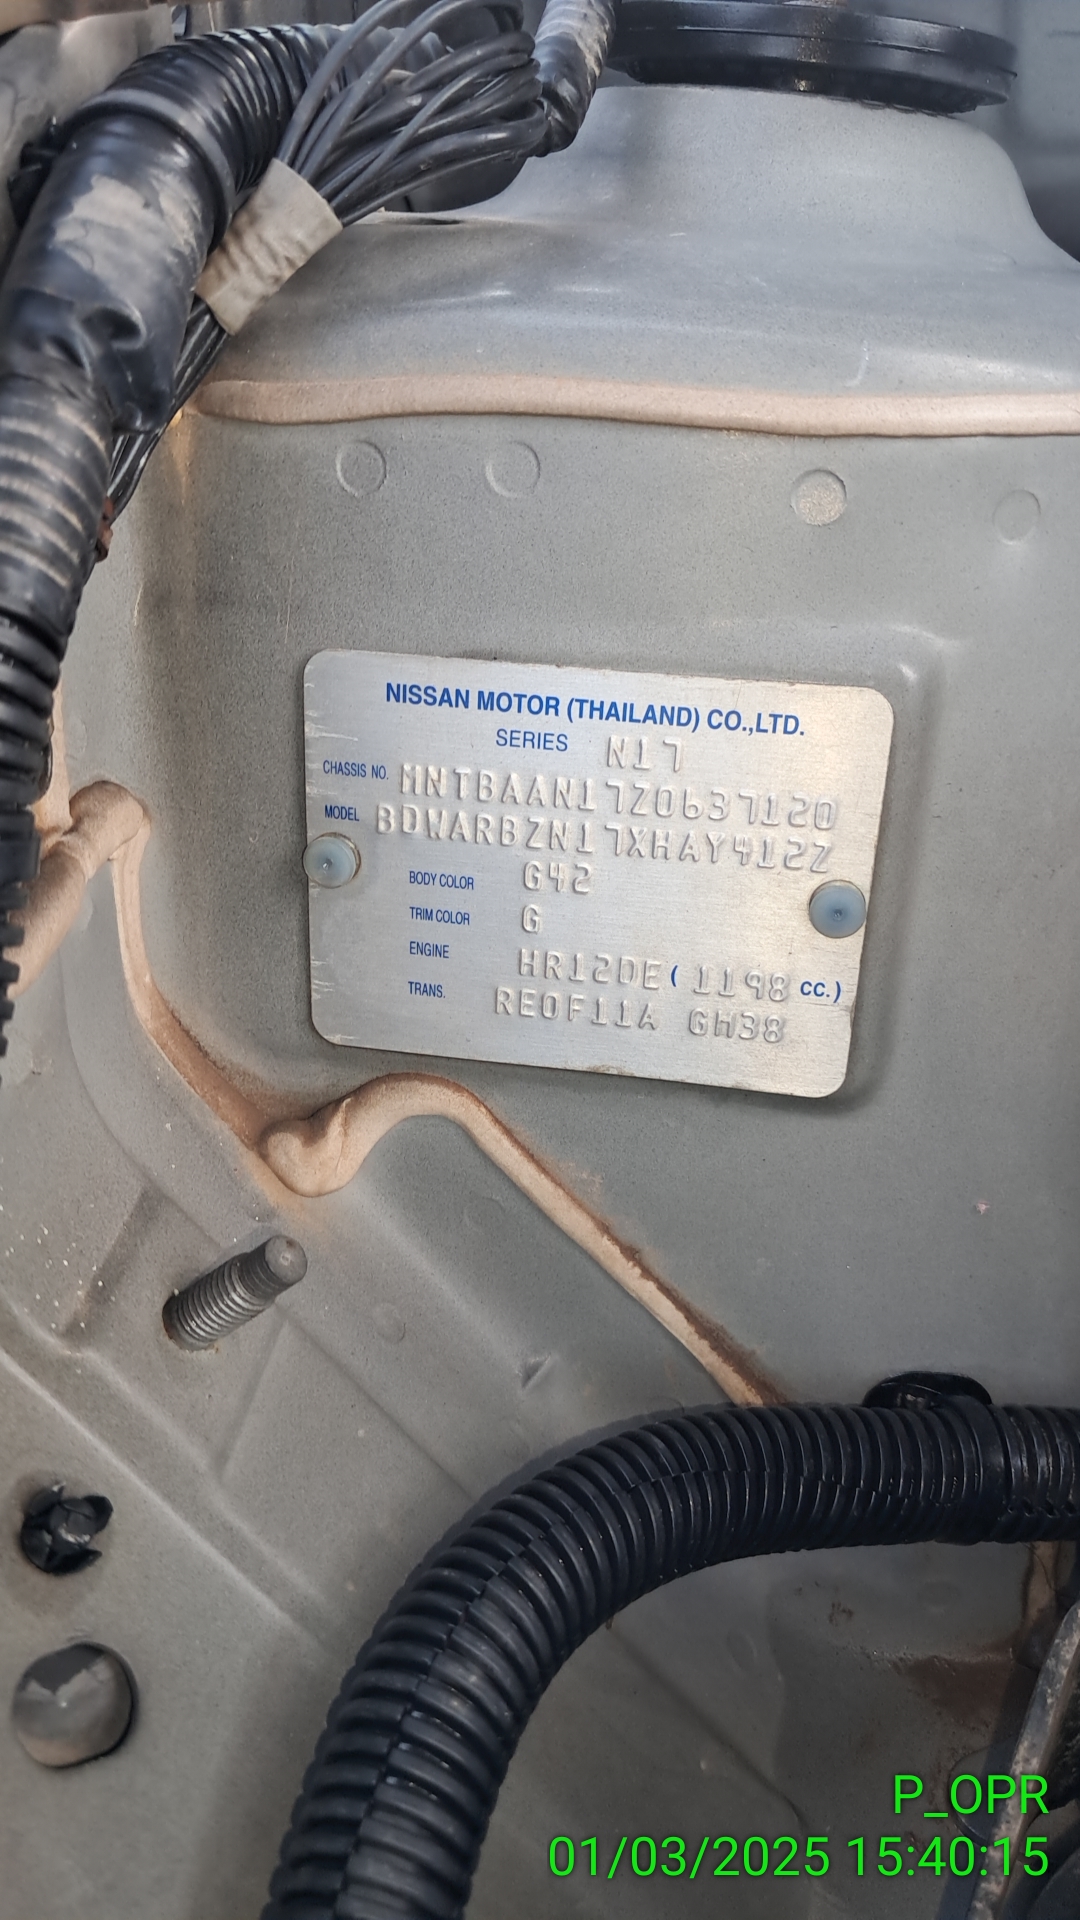 NISSAN MOTOR (THAILAND) CO.,LTD.
SERIES N17
CHASSIS NO. MNTBAAN17Z0637120
MODEL BDWARBZN17XHAY412Z
BODY COLOR G42
TRIM COLOR G
ENGINE HR12DE ( 1198 CC.)
TRANS. RE0F11A GH38
P_OPR
01/03/2025 15:40:15